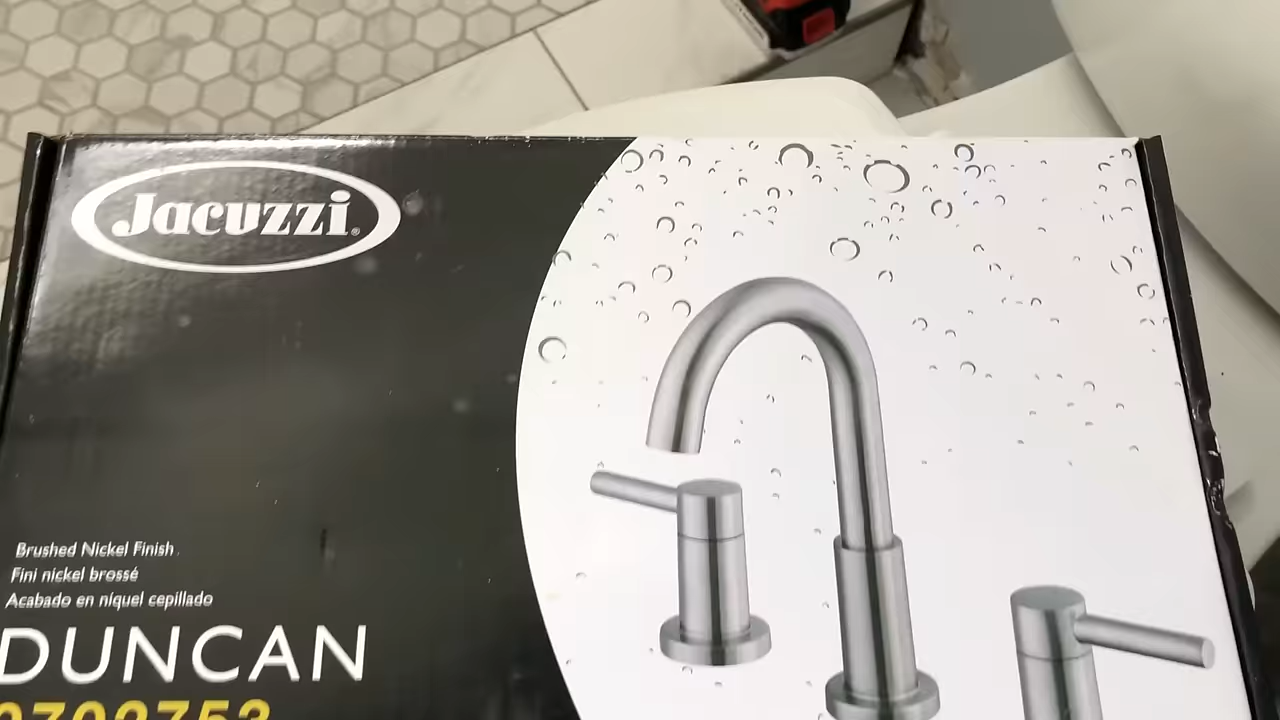 Jacuzzi
Brushed Nickel Finish
Fini nickel brossé
Acabado en níquel cepillado
DUNCAN